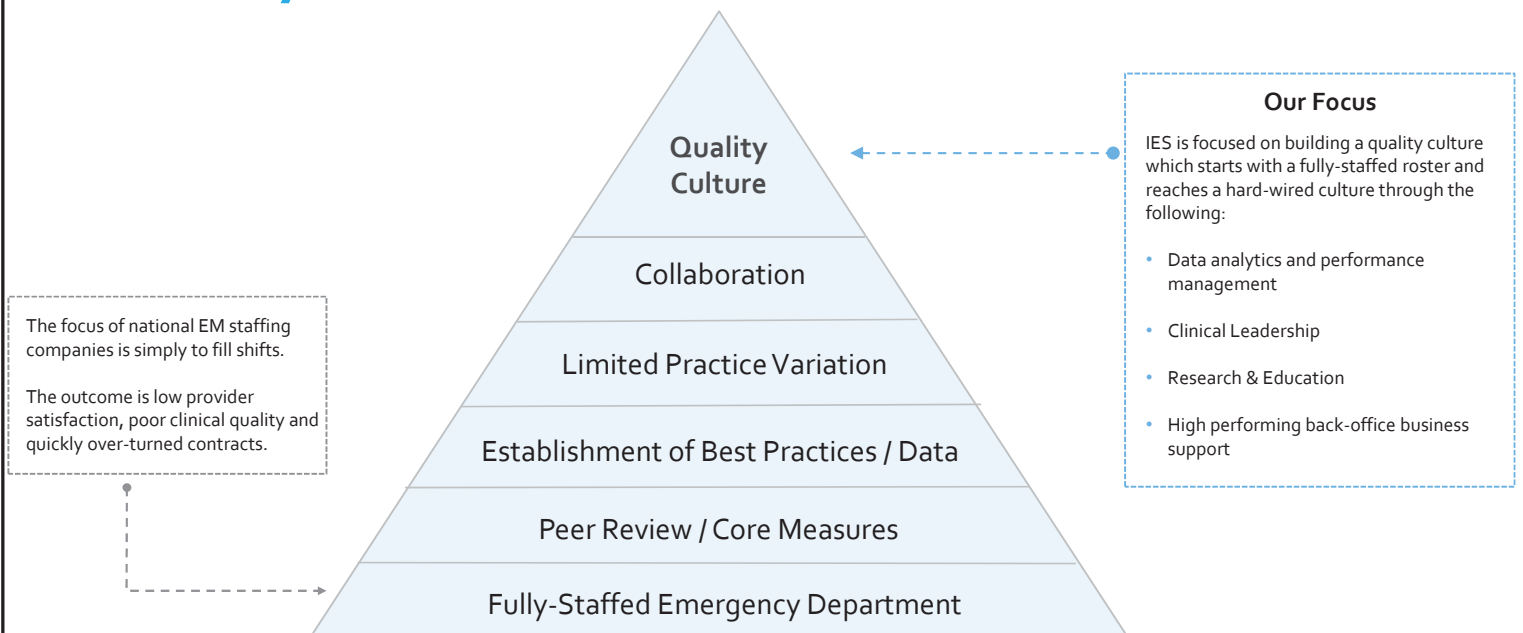 Quality
Culture
Collaboration
Limited Practice Variation
Establishment of Best Practices / Data
Peer Review / Core Measures
Fully-Staffed Emergency Department
The focus of national EM staffing
companies is simply to fill shifts.
The outcome is low provider
satisfaction, poor clinical quality and
quickly over-turned contracts.
Our Focus
IES is focused on building a quality culture
which starts with a fully-staffed roster and
reaches a hard-wired culture through the
following:
• Data analytics and performance
management
• Clinical Leadership
• Research & Education
• High performing back-office business
support